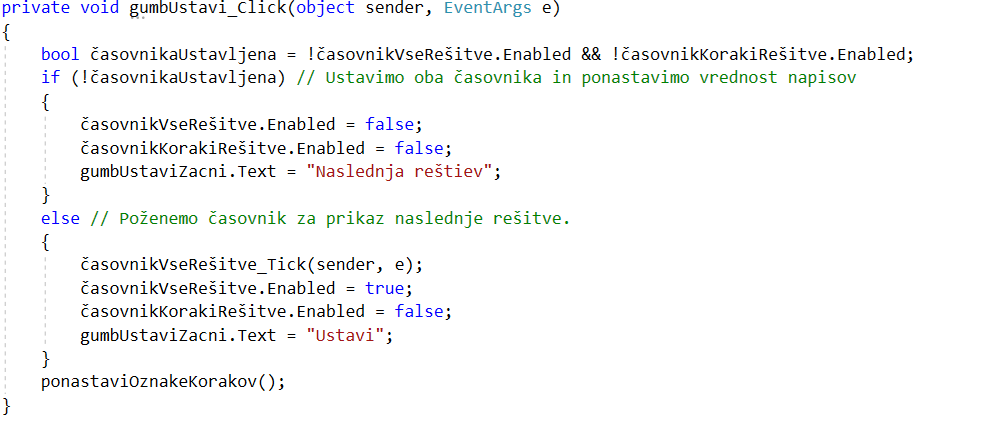 private void gumbUstavi_Click(object sender, EventArgs e)
{
    bool časovnikaUstavljena = !časovnikVseRešitve.Enabled && !časovnikKorakiRešitve.Enabled;
    if (!časovnikaUstavljena) // Ustavimo oba časovnika in ponastavimo vrednost napisov
    {
        časovnikVseRešitve.Enabled = false;
        časovnikKorakiRešitve.Enabled = false;
        gumbUstaviZacni.Text = "Naslednja reštiev";
    }
    else // Poženemo časovnik za prikaz naslednje rešitve.
    {
        časovnikVseRešitve_Tick(sender, e);
        časovnikVseRešitve.Enabled = true;
        časovnikKorakiRešitve.Enabled = false;
        gumbUstaviZacni.Text = "Ustavi";
    }
    ponastaviOznakeKorakov();
}